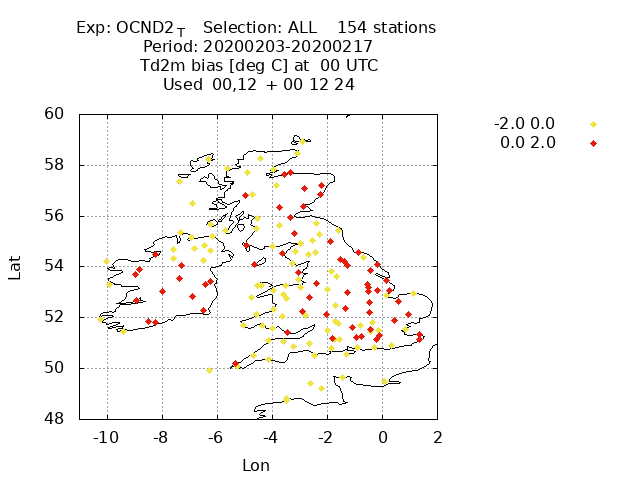 Exp: OCND2_T   Selection: ALL    154 stations
Period: 20200203-20200217
Td2m bias [deg C] at  00 UTC
Used  00,12  + 00 12 24
-2.0 0.0
0.0 2.0
60
58
56
54
52
50
48
Lat
-10 -8 -6 -4 -2 0 2
Lon